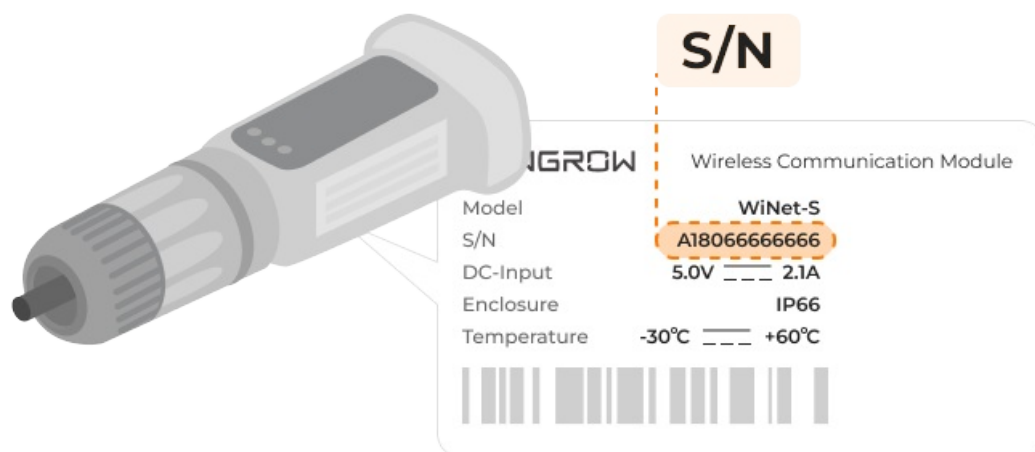 S/N
NGROW Wireless Communication Module
Model WiNet-S
S/N A18066666666
DC-Input 5.0V 2.1A
Enclosure IP66
Temperature -30°C +60°C